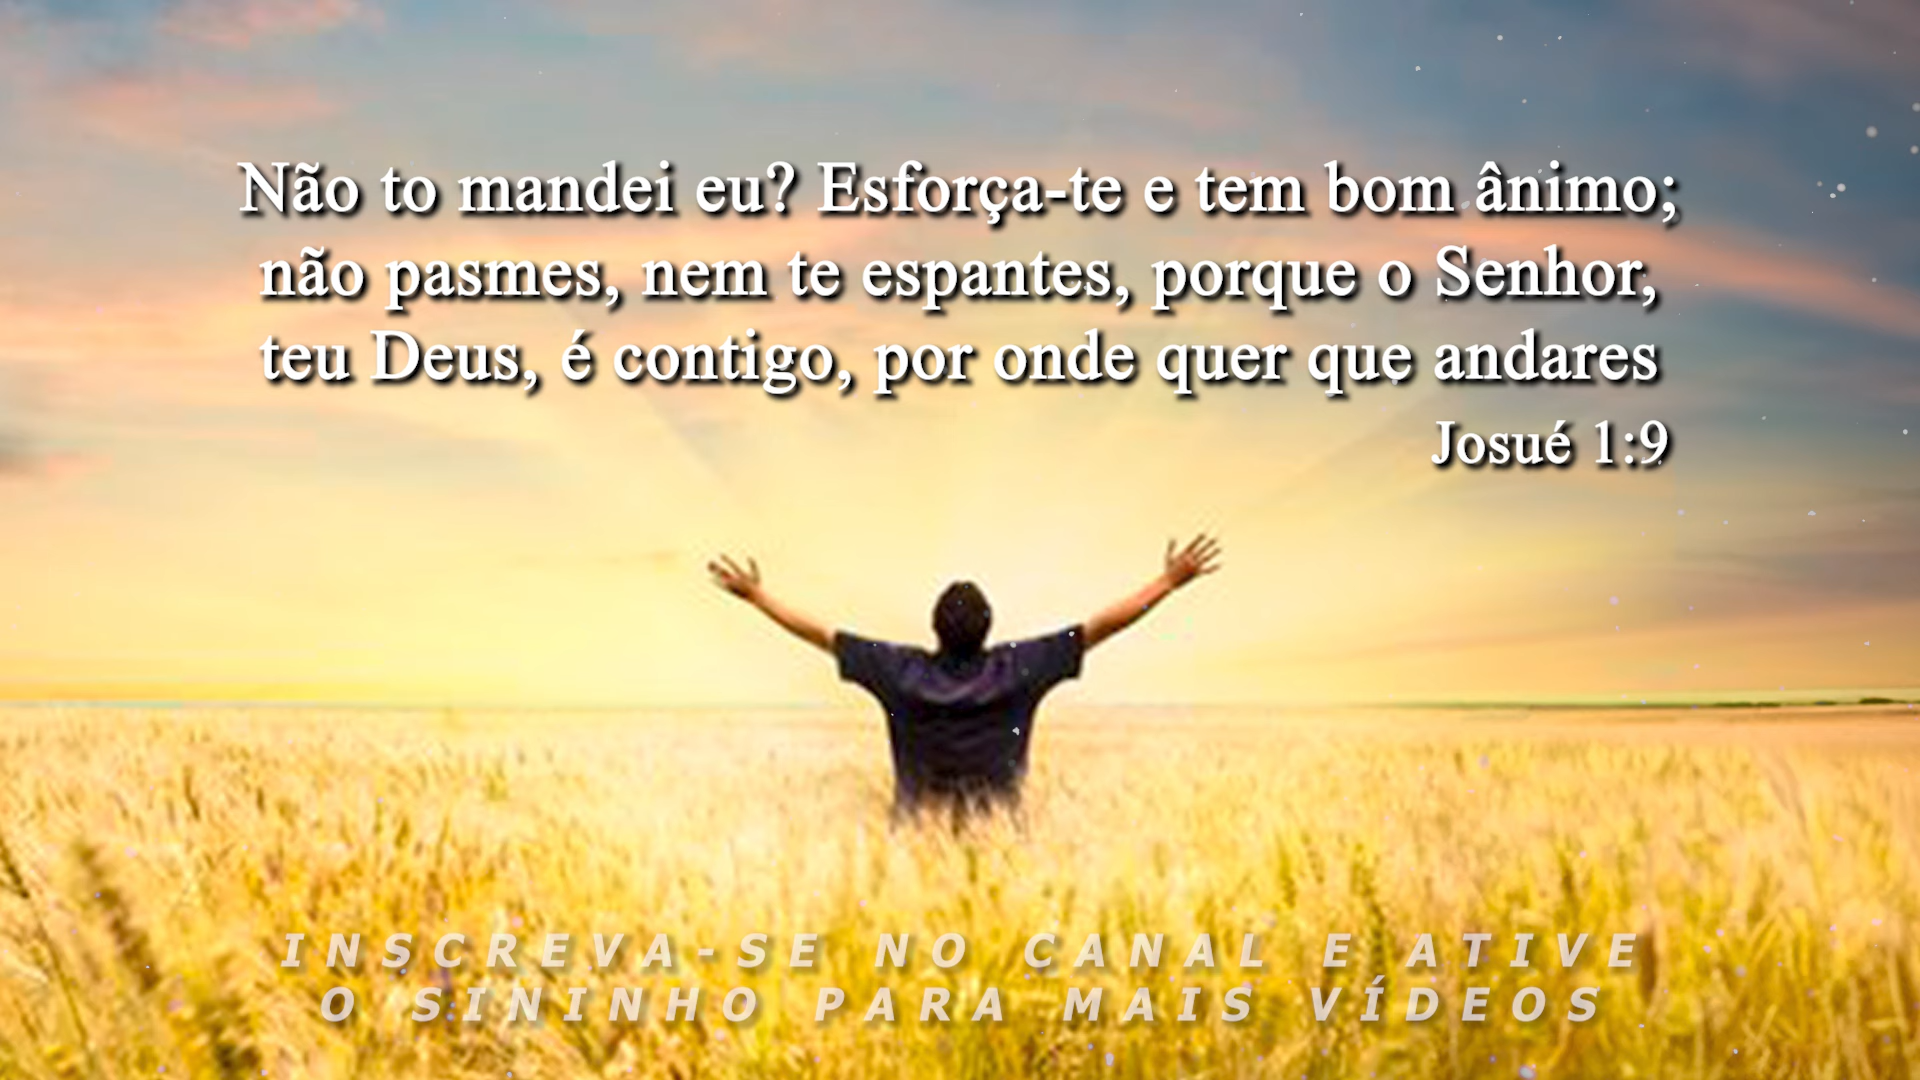 Não to mandei eu? Esforça-te e tem bom ânimo;
não pasmes, nem te espantes, porque o Senhor,
teu Deus, é contigo, por onde quer que andares
Josué 1:9
INSCREVA-SE NO CANAL E ATIVE
O SININHO PARA MAIS VÍDEOS